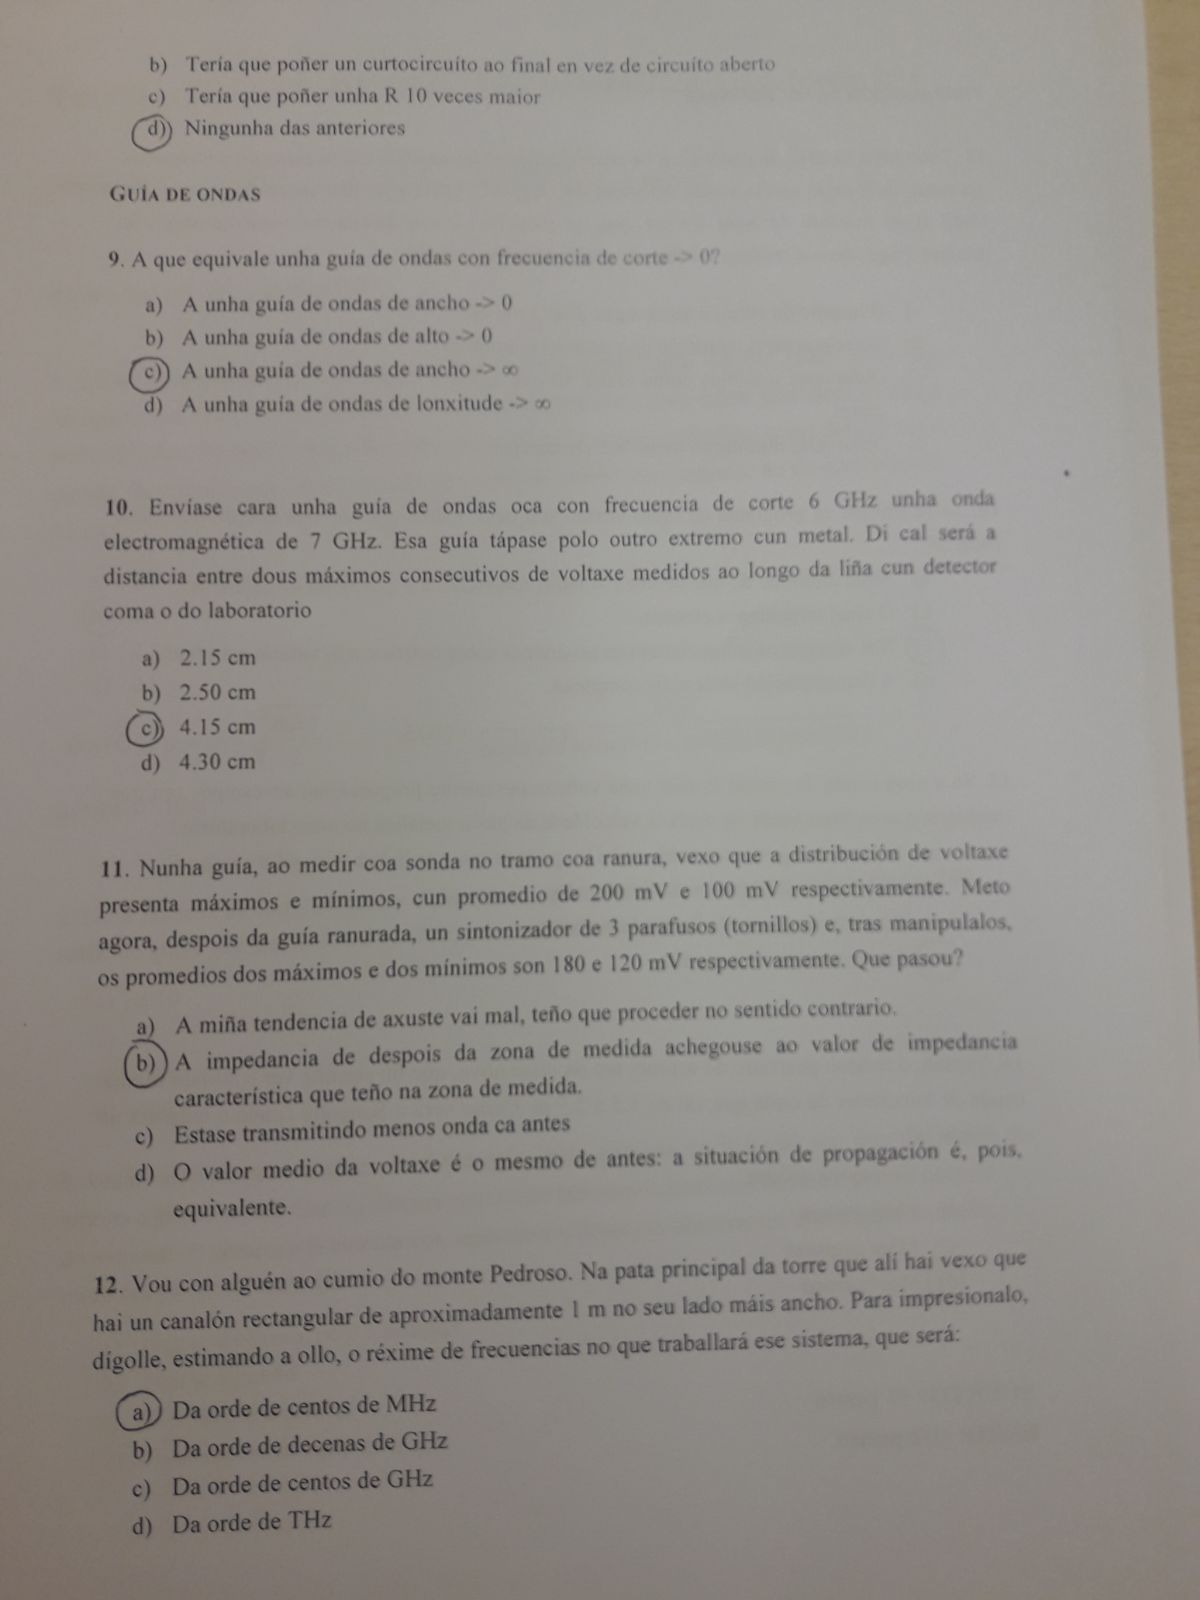 b) Tería que poñer un curtocircuíto ao final en vez de circuíto aberto
c) Tería que poñer unha R 10 veces maior
d) Ningunha das anteriores
GUÍA DE ONDAS
9. A que equivale unha guía de ondas con frecuencia de corte -> 0?
a) A unha guía de ondas de ancho -> 0
b) A unha guía de ondas de alto -> 0
c) A unha guía de ondas de ancho -> ∞
d) A unha guía de ondas de lonxitude -> ∞
10. Envíase cara unha guía de ondas oca con frecuencia de corte 6 GHz unha onda
electromagnética de 7 GHz. Esa guía tápase polo outro extremo cun metal. Di cal será a
distancia entre dous máximos consecutivos de voltaxe medidos ao longo da liña cun detector
coma o do laboratorio
a) 2.15 cm
b) 2.50 cm
c) 4.15 cm
d) 4.30 cm
11. Nunha guía, ao medir coa sonda no tramo coa ranura, vexo que a distribución de voltaxe
presenta máximos e mínimos, cun promedio de 200 mV e 100 mV respectivamente. Meto
agora, despois da guía ranurada, un sintonizador de 3 parafusos (tornillos) e, tras manipulalos,
os promedios dos máximos e dos mínimos son 180 e 120 mV respectivamente. Que pasou?
a) A miña tendencia de axuste vai mal, teño que proceder no sentido contrario.
b) A impedancia de despois da zona de medida achegouse ao valor de impedancia
característica que teño na zona de medida.
c) Estase transmitindo menos onda ca antes
d) O valor medio da voltaxe é o mesmo de antes: a situación de propagación é, pois,
equivalente.
12. Vou con alguén ao cumio do monte Pedroso. Na pata principal da torre que alí hai vexo que
hai un canalón rectangular de aproximadamente 1 m no seu lado máis ancho. Para impresionalo,
dígolle, estimando a ollo, o réxime de frecuencias no que traballará ese sistema, que será:
a) Da orde de centos de MHz
b) Da orde de decenas de GHz
c) Da orde de centos de GHz
d) Da orde de THz